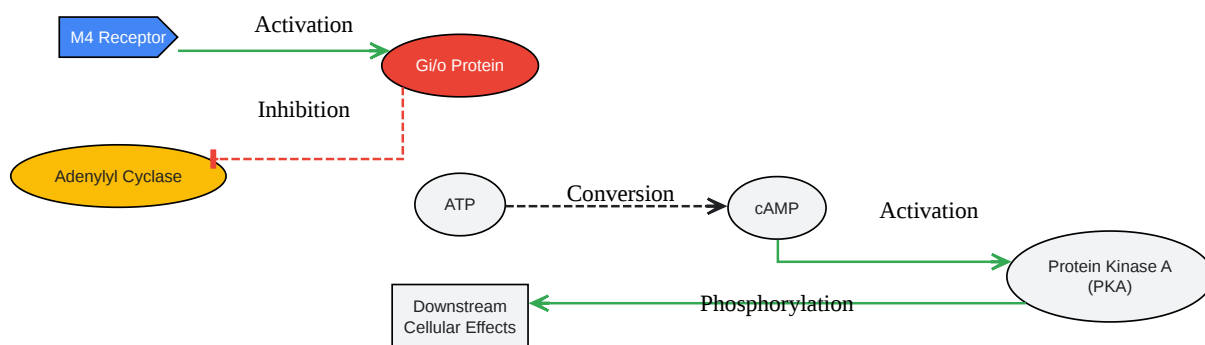 M4 Receptor
Activation
Gi/o Protein
Inhibition
Adenylyl Cyclase
ATP
Conversion
cAMP
Activation
Protein Kinase A
(PKA)
Phosphorylation
Downstream
Cellular Effects